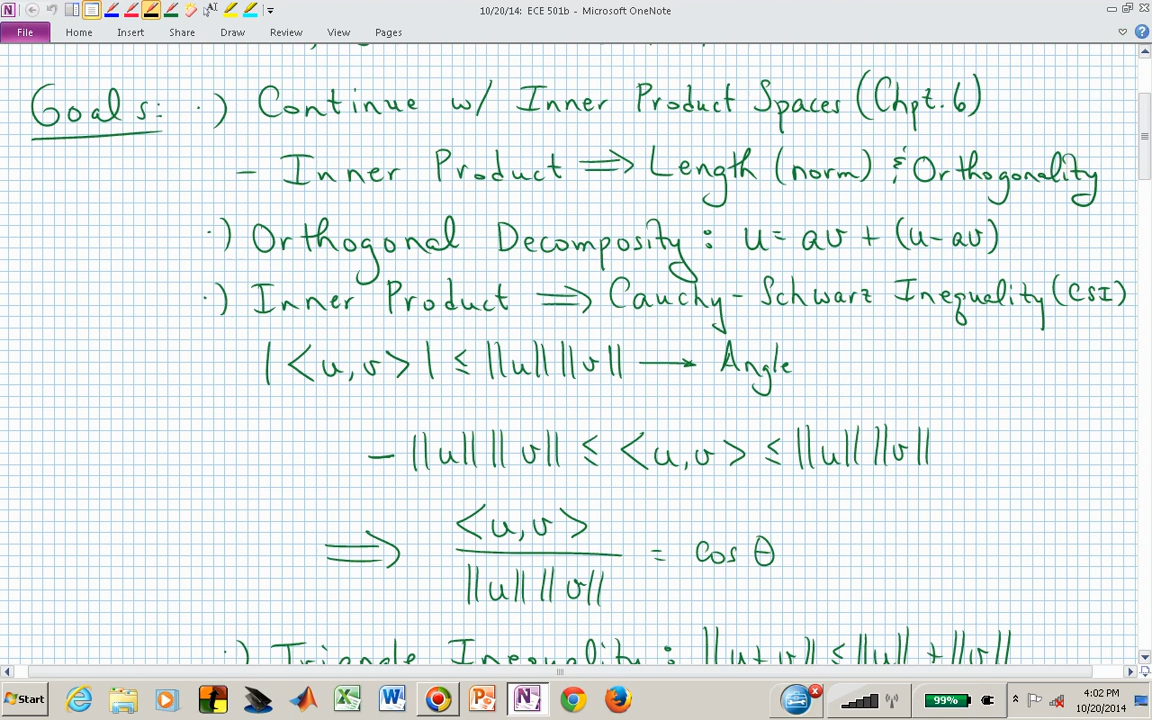 10/20/14: ECE 501b - Microsoft OneNote
File Home Insert Share Draw Review View Pages
Goals: ·) Continue w/ Inner Product Spaces (Chpt. 6)
- Inner Product ⟹ Length (norm) & Orthogonality
·) Orthogonal Decomposity: u = av + (u - av)
·) Inner Product ⟹ Cauchy-Schwarz Inequality (CSI)
|<u, v>| ≤ ||u|| ||v|| → Angle
- ||u|| ||v|| ≤ <u, v> ≤ ||u|| ||v||
⟹ <u, v> / ||u|| ||v|| = cos θ
·) Triangle Inequality: ||u + v|| ≤ ||u|| + ||v||
Start 99% 4:02 PM
10/20/2014